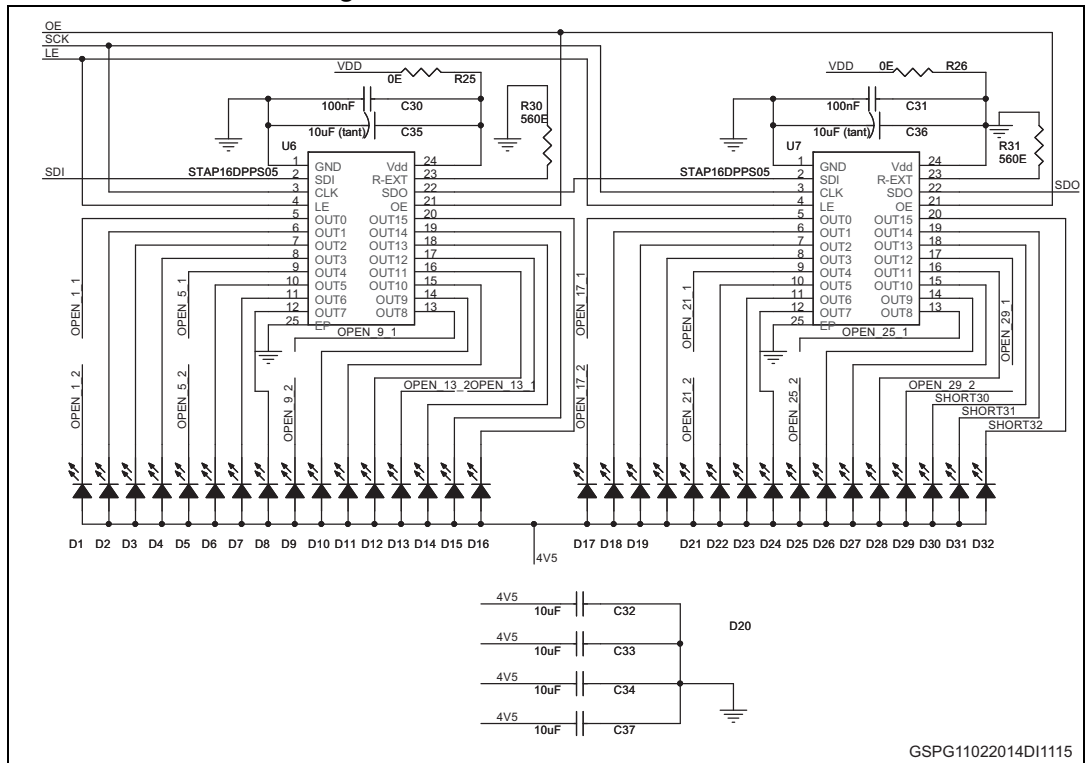 OE
SCK
LE
VDD 0E R25
100nF C30
10uF (tant) C35
R30
560E
U6
SDI
STAP16DPPS05
1 GND Vdd 24
2 SDI R-EXT 23
3 CLK SDO 22
4 LE OE 21
5 OUT0 OUT15 20
6 OUT1 OUT14 19
7 OUT2 OUT13 18
8 OUT3 OUT12 17
9 OUT4 OUT11 16
10 OUT5 OUT10 15
11 OUT6 OUT9 14
12 OUT7 OUT8 13
25 EP
OPEN_1_1
OPEN_5_1
OPEN_9_1
OPEN_1_2
OPEN_5_2
OPEN_9_2
OPEN_13_2 OPEN_13_1
VDD 0E R26
100nF C31
10uF (tant) C36
R31
560E
U7
STAP16DPPS05
SDO
1 GND Vdd 24
2 SDI R-EXT 23
3 CLK SDO 22
4 LE OE 21
5 OUT0 OUT15 20
6 OUT1 OUT14 19
7 OUT2 OUT13 18
8 OUT3 OUT12 17
9 OUT4 OUT11 16
10 OUT5 OUT10 15
11 OUT6 OUT9 14
12 OUT7 OUT8 13
25 EP
OPEN_17_1
OPEN_21_1
OPEN_25_1
OPEN_29_1
OPEN_17_2
OPEN_21_2
OPEN_25_2
OPEN_29_2
SHORT30
SHORT31
SHORT32
D1 D2 D3 D4 D5 D6 D7 D8 D9 D10 D11 D12 D13 D14 D15 D16 D17 D18 D19 D21 D22 D23 D24 D25 D26 D27 D28 D29 D30 D31 D32
4V5
4V5 10uF C32
D20
4V5 10uF C33
4V5 10uF C34
4V5 10uF C37
GSPG11022014DI1115